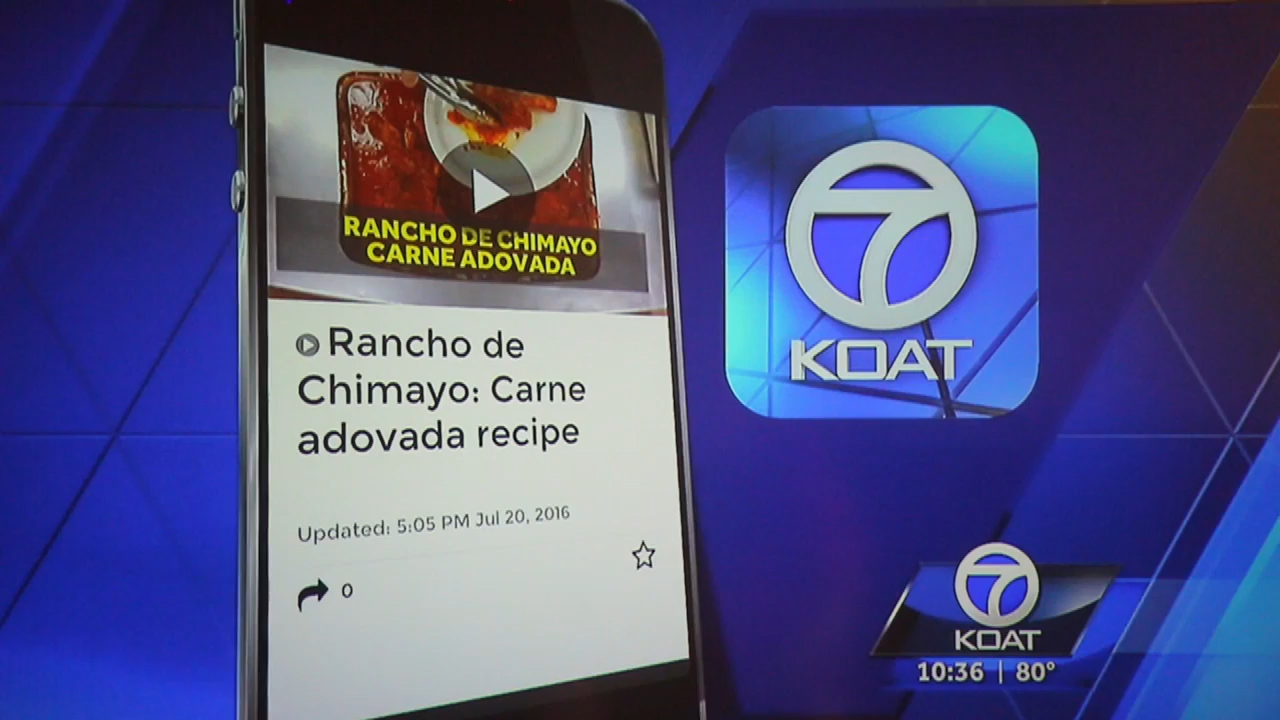 RANCHO DE CHIMAYO
CARNE ADOVADA
Rancho de
Chimayo: Carne
adovada recipe
Updated: 5:05 PM Jul 20, 2016
0
7
KOAT
7
KOAT
10:36 | 80°